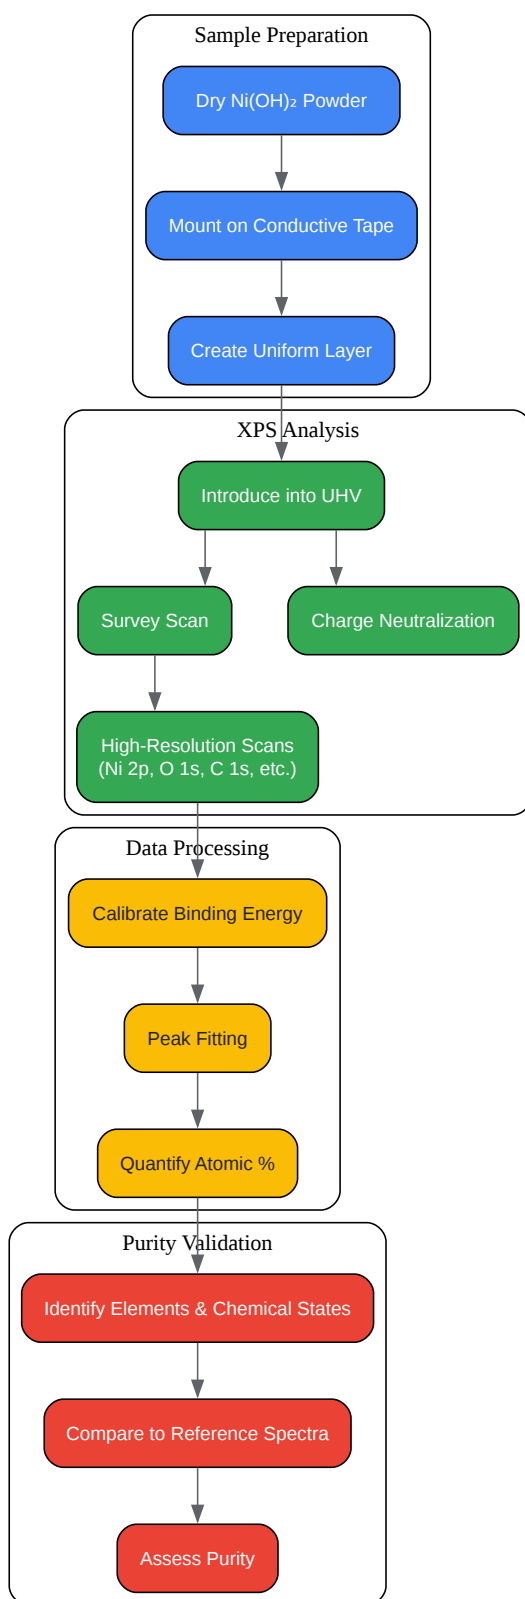 Sample Preparation
Dry Ni(OH)₂ Powder
Mount on Conductive Tape
Create Uniform Layer
XPS Analysis
Introduce into UHV
Survey Scan
Charge Neutralization
High-Resolution Scans
(Ni 2p, O 1s, C 1s, etc.)
Data Processing
Calibrate Binding Energy
Peak Fitting
Quantify Atomic %
Purity Validation
Identify Elements & Chemical States
Compare to Reference Spectra
Assess Purity